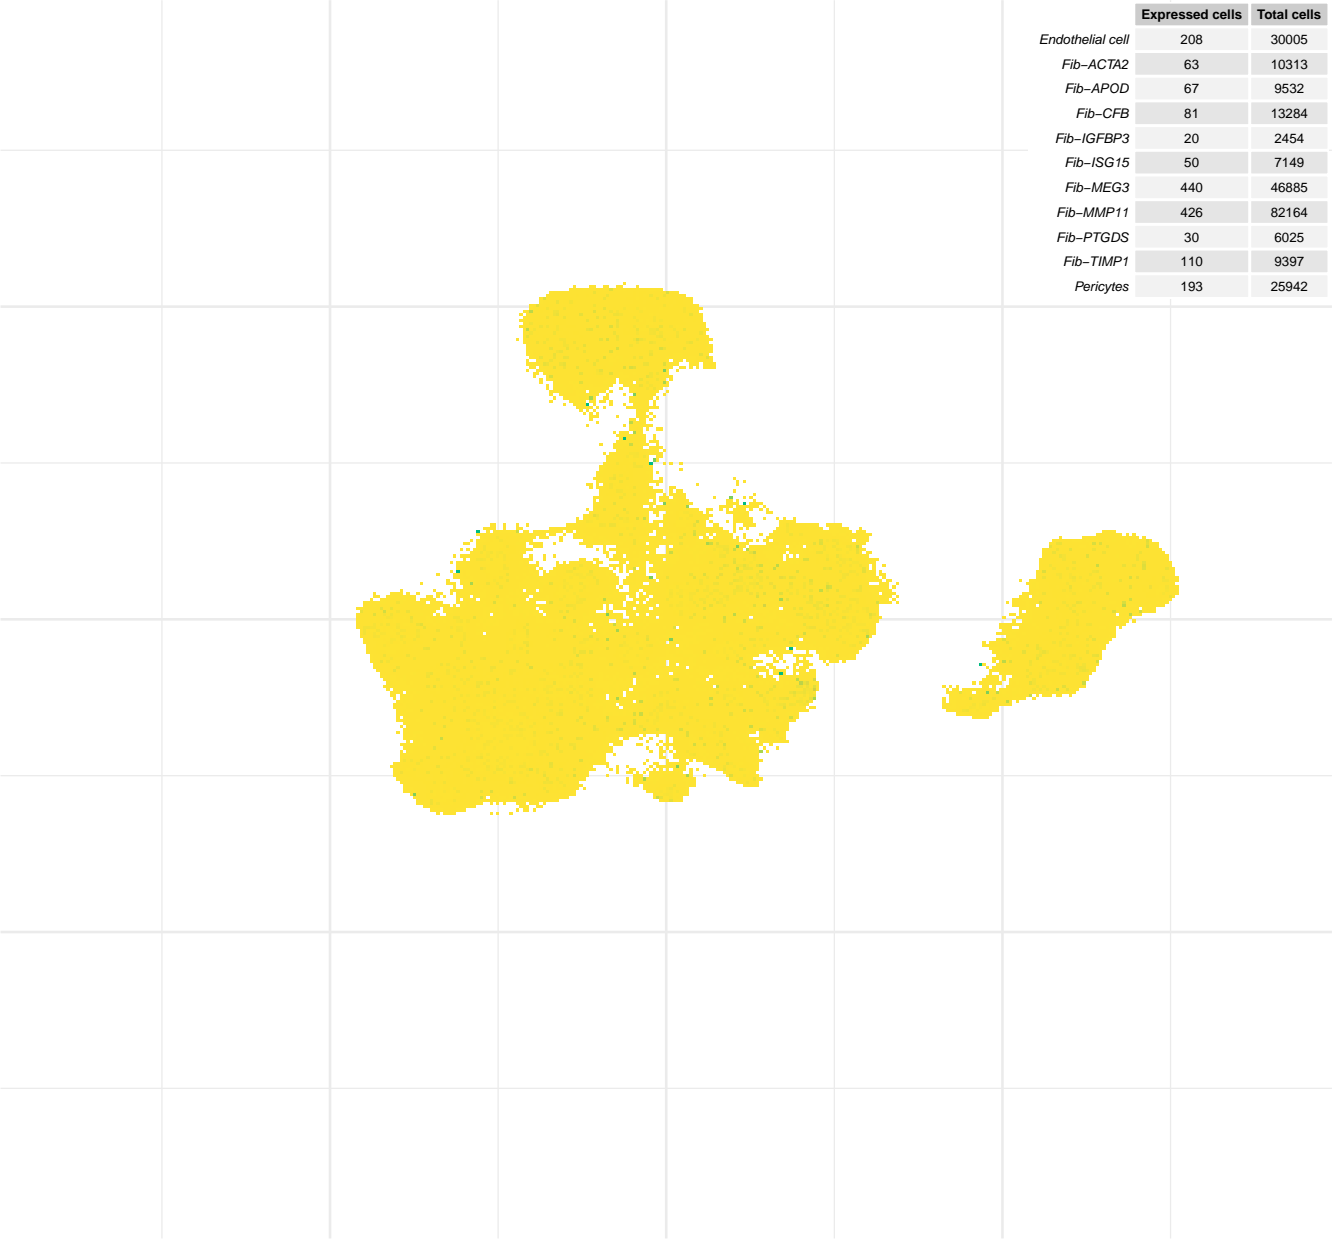 Expressed cells Total cells
Endothelial cell 208 30005
Fib−ACTA2 63 10313
Fib−APOD 67 9532
Fib−CFB 81 13284
Fib−IGFBP3 20 2454
Fib−ISG15 50 7149
Fib−MEG3 440 46885
Fib−MMP11 426 82164
Fib−PTGDS 30 6025
Fib−TIMP1 110 9397
Pericytes 193 25942